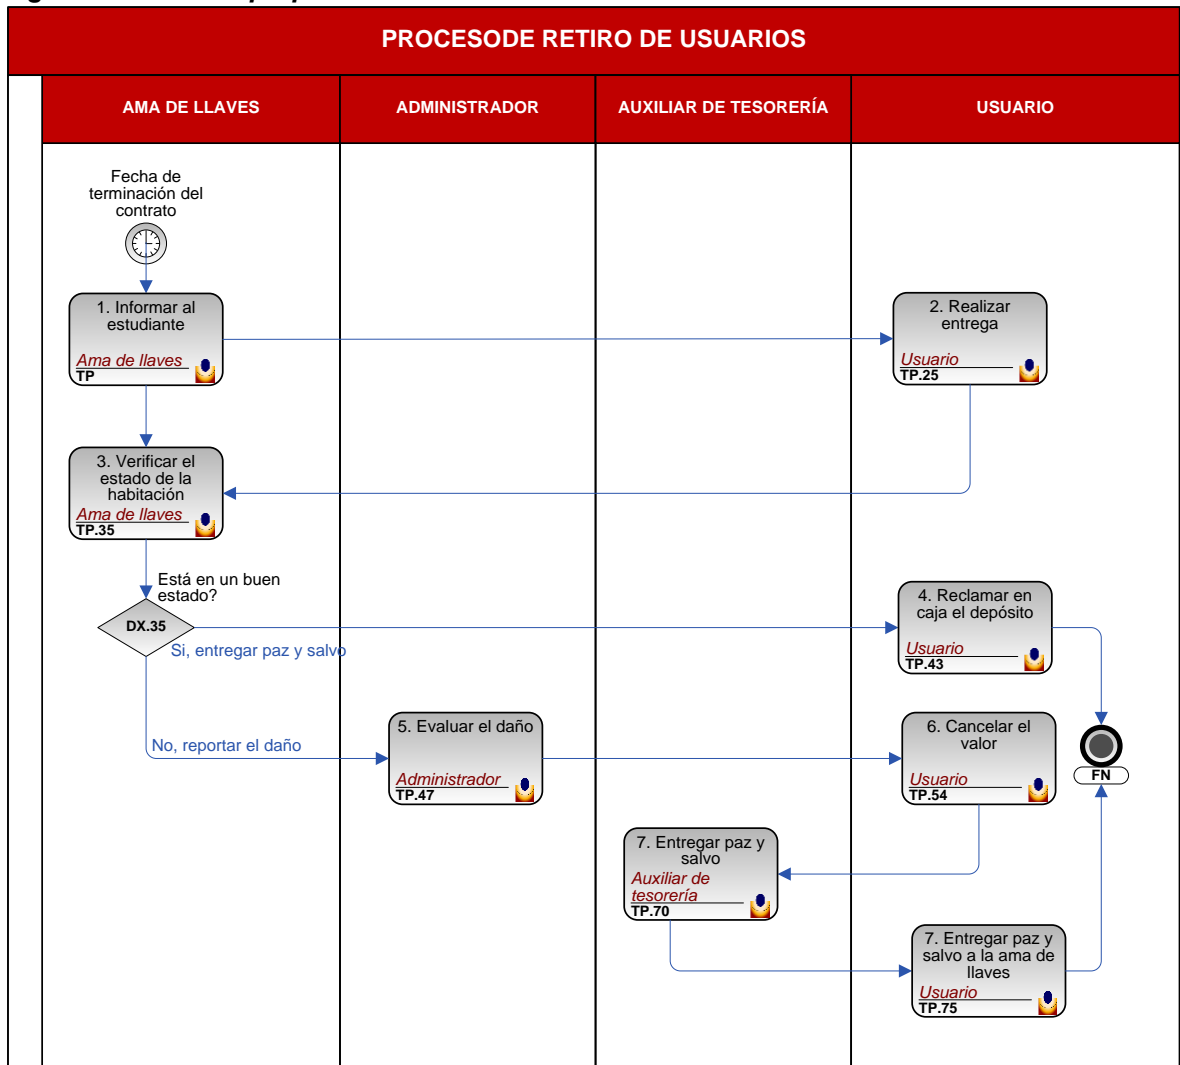 PROCESODE RETIRO DE USUARIOS
AMA DE LLAVES
ADMINISTRADOR
AUXILIAR DE TESORERÍA
USUARIO
Fecha de
terminación del
contrato
1. Informar al
estudiante
Ama de llaves
TP
2. Realizar
entrega
Usuario
TP.25
3. Verificar el
estado de la
habitación
Ama de llaves
TP.35
Está en un buen
estado?
DX.35
Si, entregar paz y salvo
4. Reclamar en
caja el depósito
Usuario
TP.43
No, reportar el daño
5. Evaluar el daño
Administrador
TP.47
6. Cancelar el
valor
Usuario
TP.54
FN
7. Entregar paz y
salvo
Auxiliar de
tesorería
TP.70
7. Entregar paz y
salvo a la ama de
llaves
Usuario
TP.75